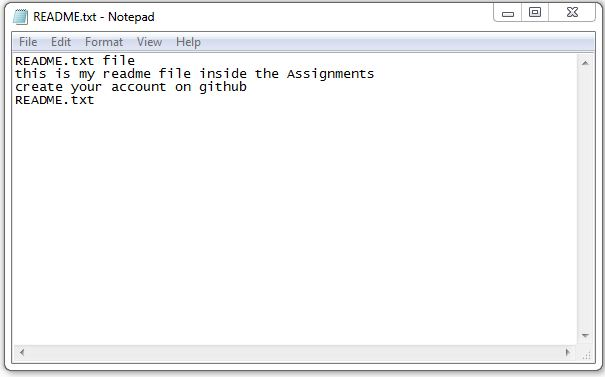 README.txt - Notepad
File Edit Format View Help
README.txt file
this is my readme file inside the Assignments
create your account on github
README.txt